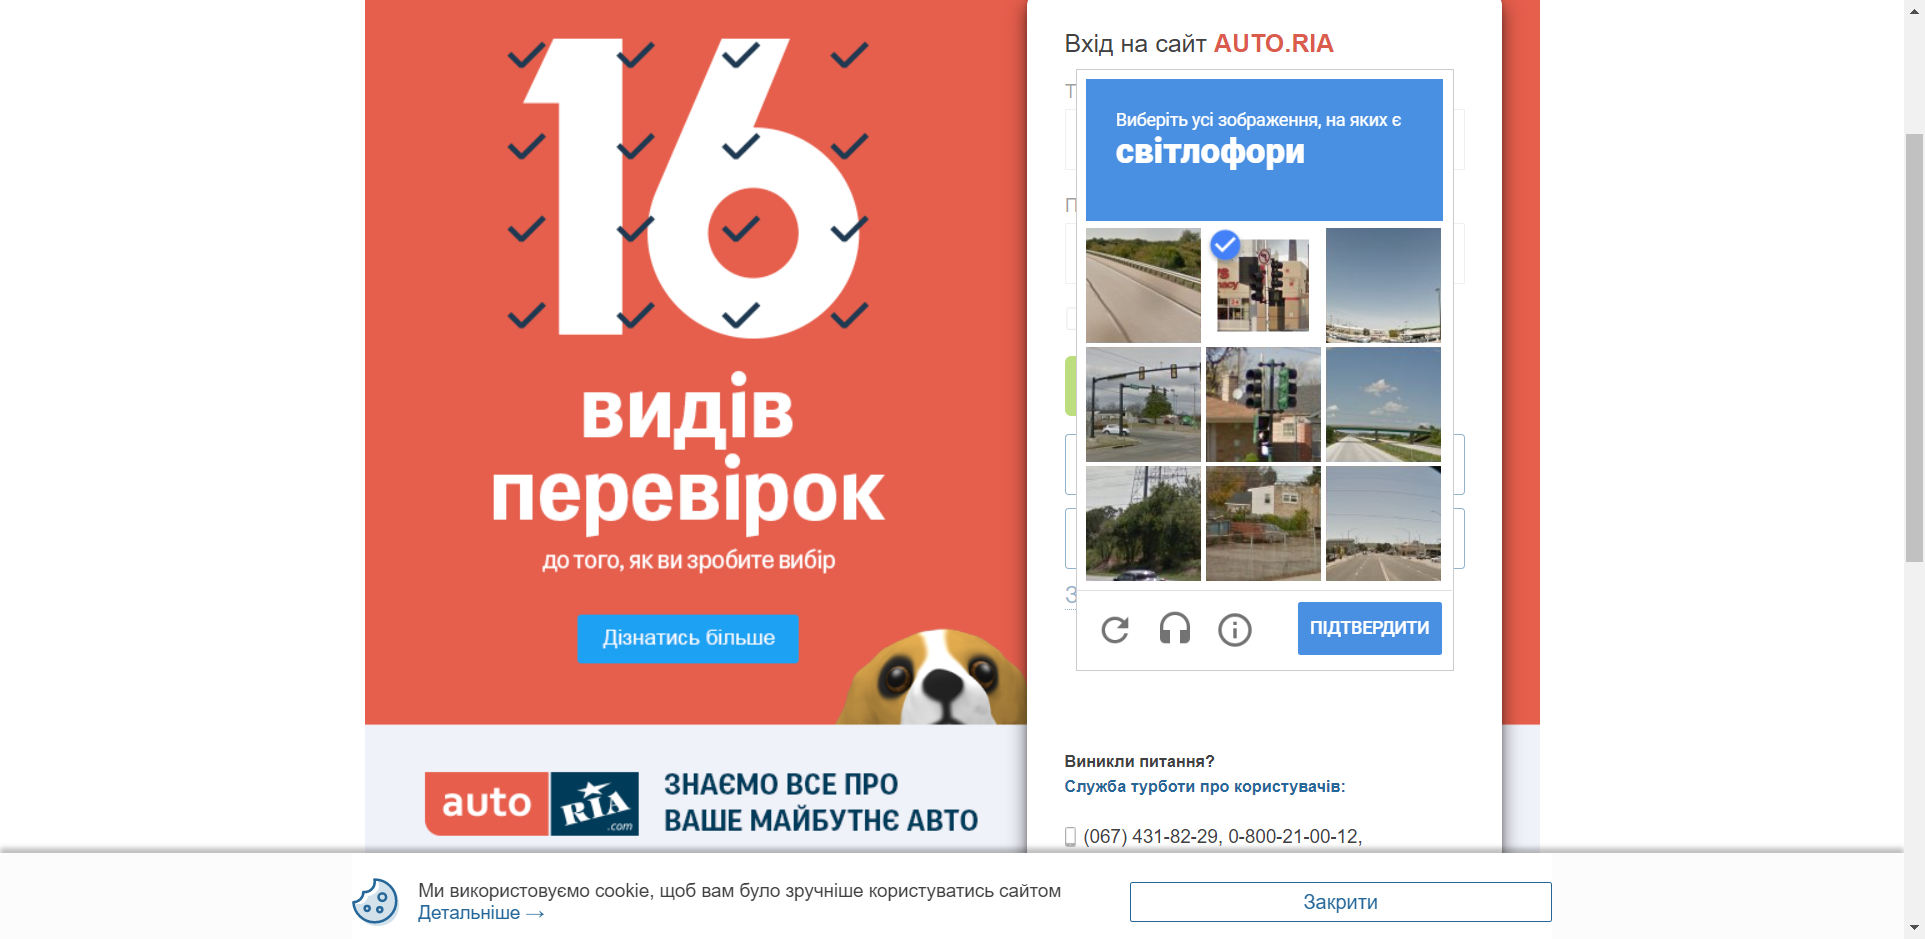 16
видів
перевірок
до того, як ви зробите вибір
Дізнатись більше
auto RIA.com
ЗНАЄМО ВСЕ ПРО
ВАШЕ МАЙБУТНЄ АВТО
Вхід на сайт AUTO.RIA
Т
Виберіть усі зображення, на яких є
світлофори
П
З
ПІДТВЕРДИТИ
Виникли питання?
Служба турботи про користувачів:
(067) 431-82-29, 0-800-21-00-12,
Ми використовуємо cookie, щоб вам було зручніше користуватись сайтом
Детальніше →
Закрити